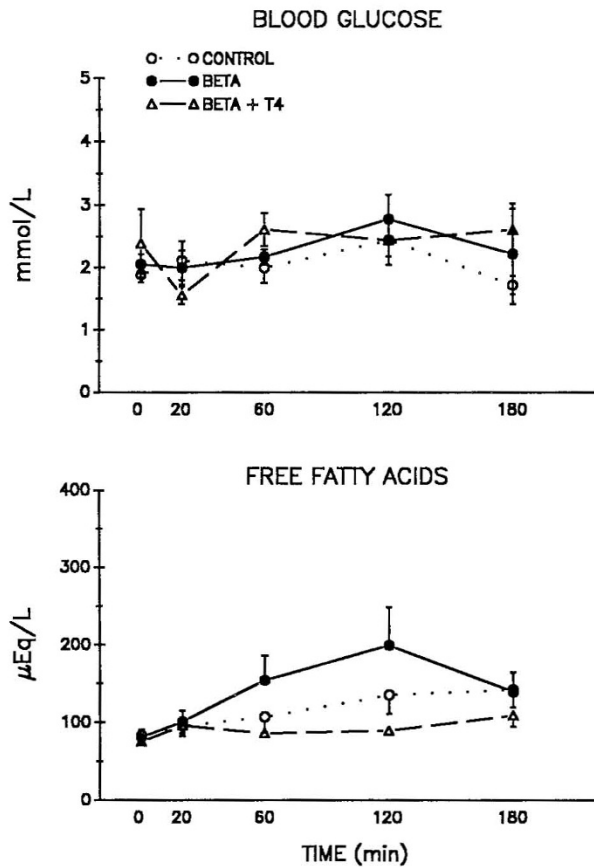 BLOOD GLUCOSE
CONTROL
BETA
BETA + T4
mmol/L
5
4
3
2
1
0
0 20 60 120 180
FREE FATTY ACIDS
µEq/L
400
300
200
100
0
0 20 60 120 180
TIME (min)